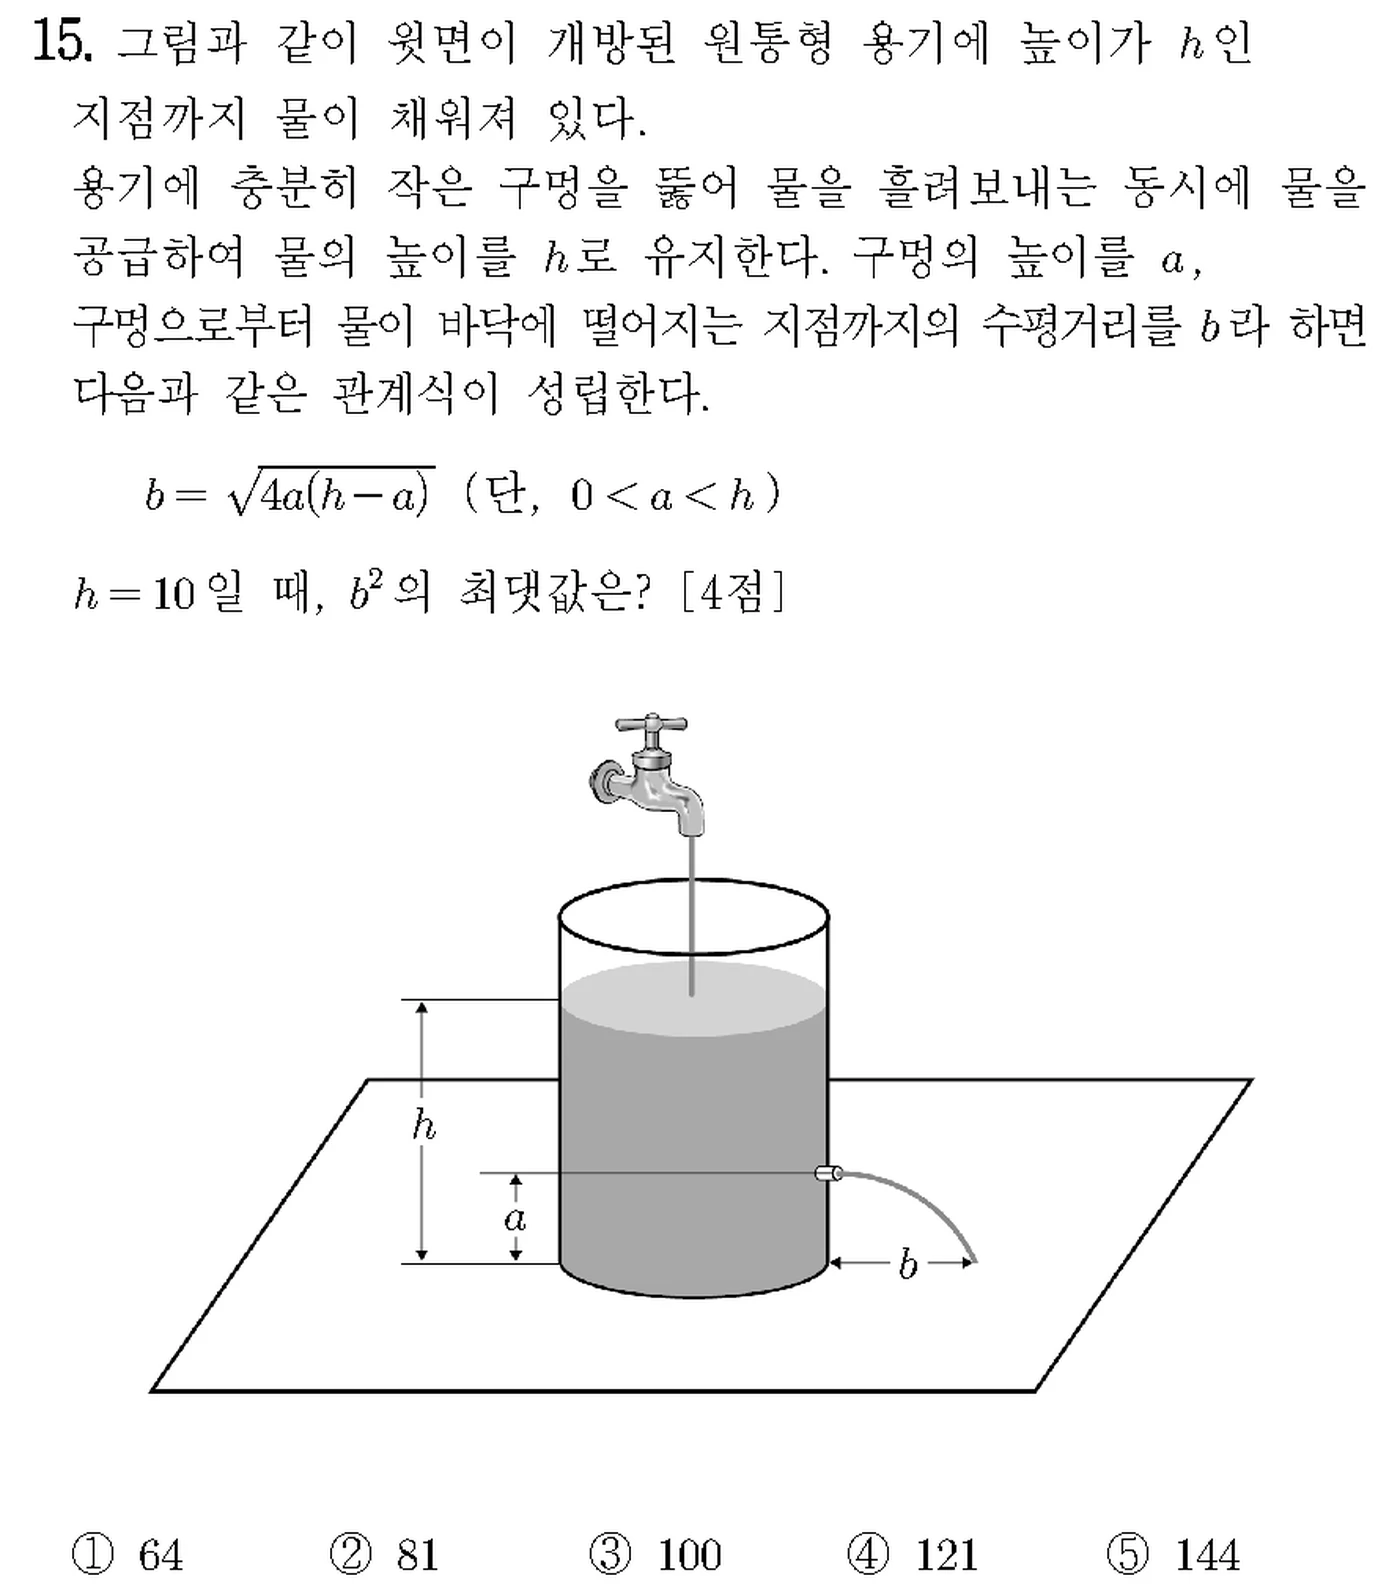 15. 그림과 같이 윗면이 개방된 원통형 용기에 높이가 h인
지점까지 물이 채워져 있다.
용기에 충분히 작은 구멍을 뚫어 물을 흘려보내는 동시에 물을
공급하여 물의 높이를 h로 유지한다. 구멍의 높이를 a,
구멍으로부터 물이 바닥에 떨어지는 지점까지의 수평거리를 b라 하면
다음과 같은 관계식이 성립한다.
b = √4a(h−a) (단, 0 < a < h)
h = 10일 때, b²의 최댓값은? [4점]
h
a
b
① 64 ② 81 ③ 100 ④ 121 ⑤ 144